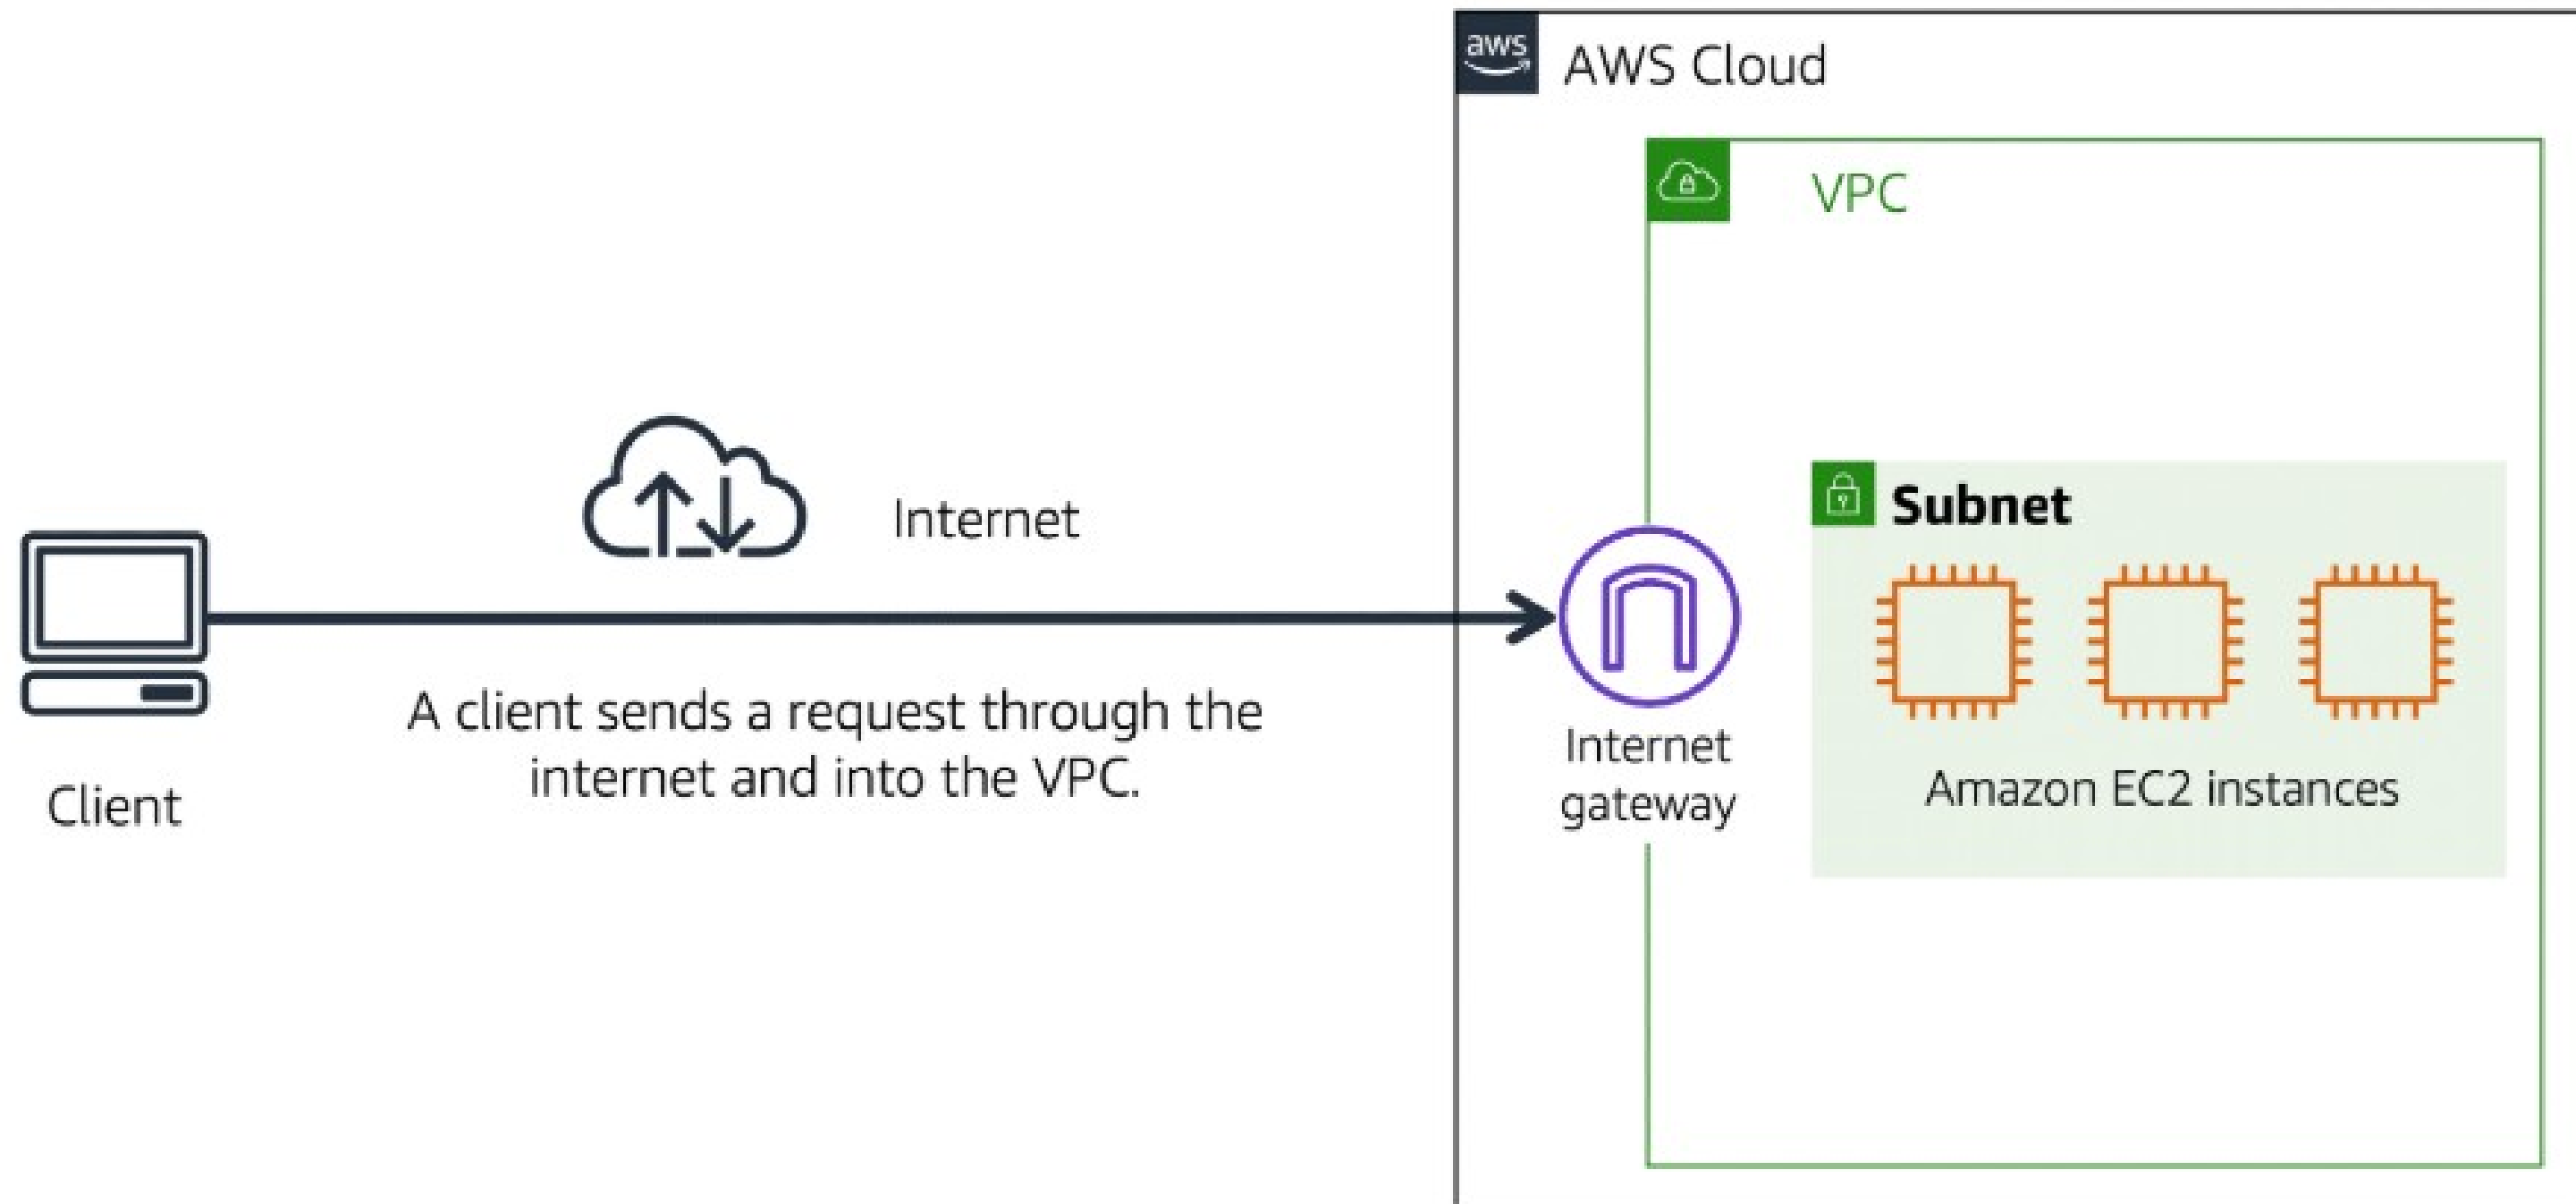 aws
AWS Cloud
VPC
Internet
Subnet
A client sends a request through the
internet and into the VPC.
Client
Internet
gateway
Amazon EC2 instances